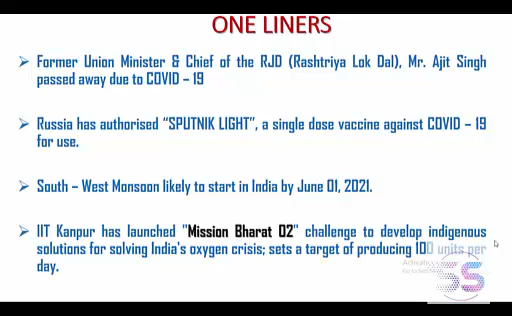 ONE LINERS
➢ Former Union Minister & Chief of the RJD (Rashtriya Lok Dal), Mr. Ajit Singh
passed away due to COVID – 19
➢ Russia has authorised “SPUTNIK LIGHT”, a single dose vaccine against COVID – 19
for use.
➢ South – West Monsoon likely to start in India by June 01, 2021.
➢ IIT Kanpur has launched "Mission Bharat O2" challenge to develop indigenous
solutions for solving India's oxygen crisis; sets a target of producing 100 units per
day.